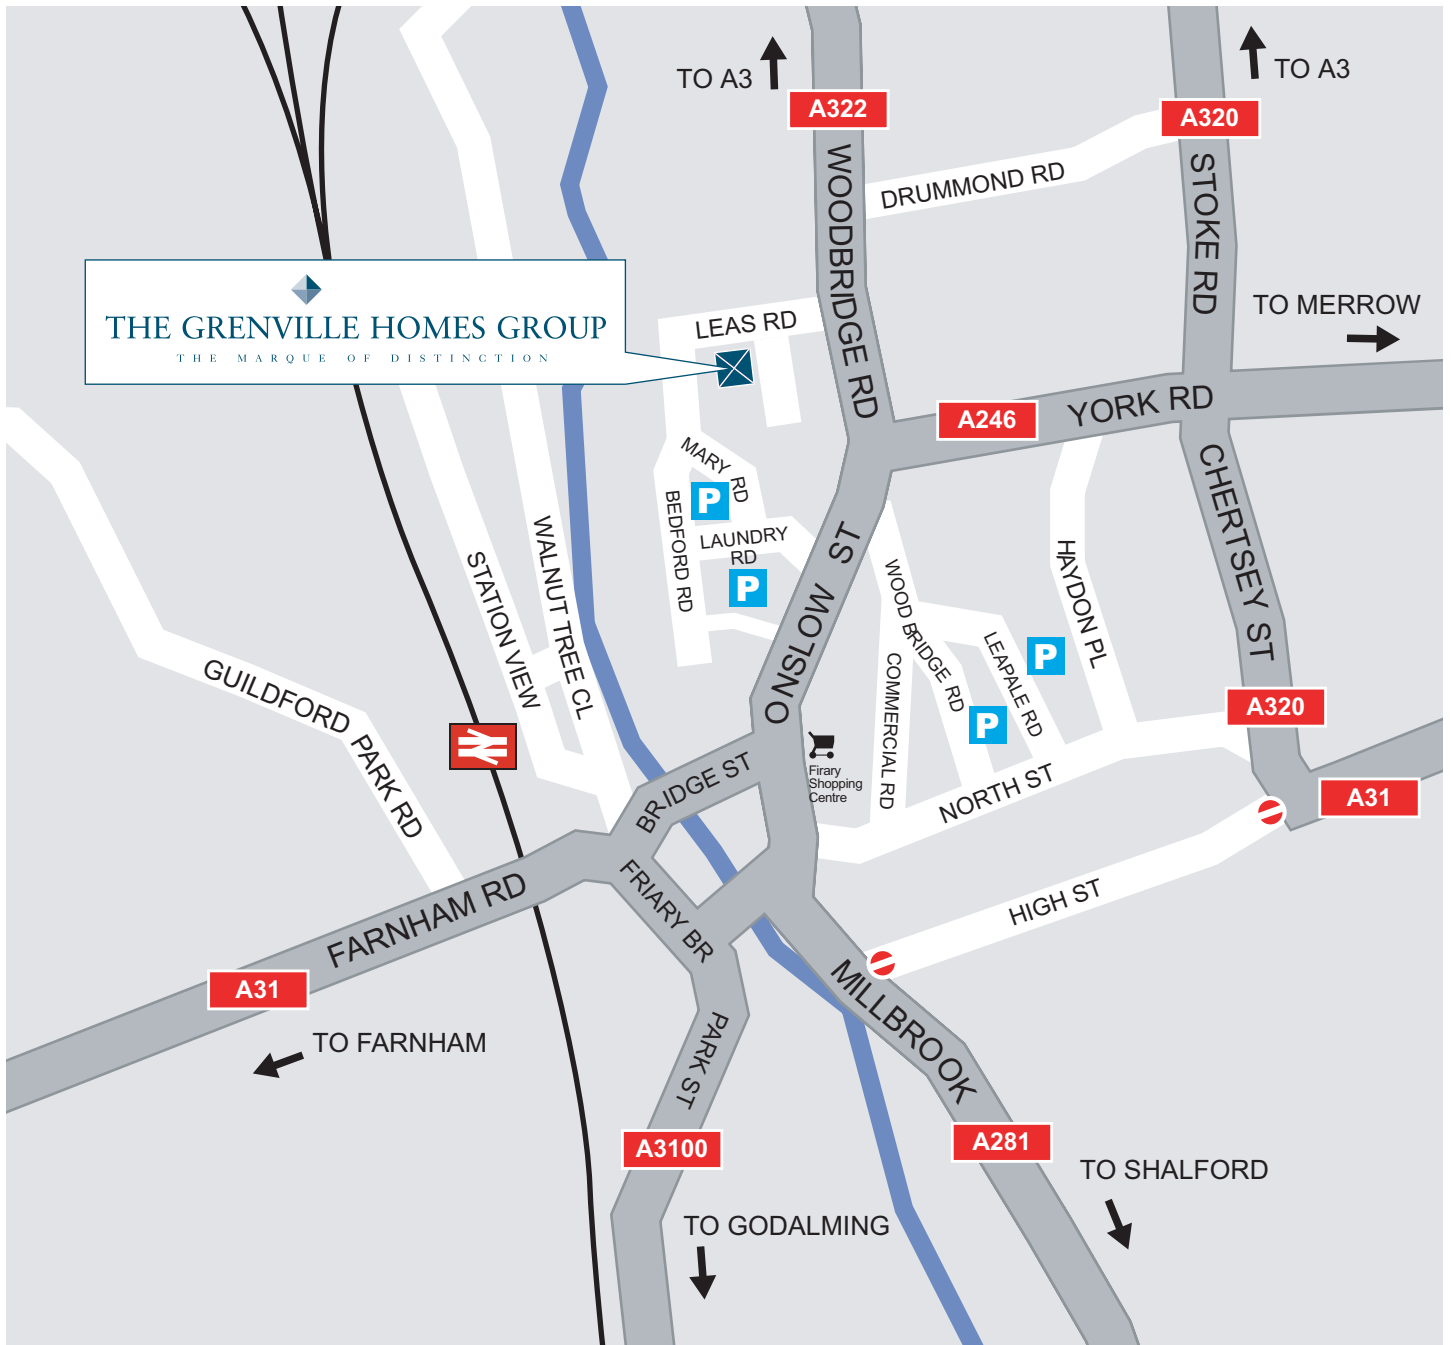 TO A3
A322
TO A3
A320
WOODBRIDGE RD
DRUMMOND RD
STOKE RD
THE GRENVILLE HOMES GROUP
THE MARQUE OF DISTINCTION
LEAS RD
TO MERROW
A246
YORK RD
MARY RD
P
BEDFORD RD
LAUNDRY
RD
P
ONSLOW ST
WOOD BRIDGE RD
COMMERCIAL RD
LEAPALE RD
P
P
HAYDON PL
CHERTSEY ST
STATION VIEW
WALNUT TREE CL
GUILDFORD PARK RD
A320
BRIDGE ST
Firary
Shopping
Centre
NORTH ST
A31
FARNHAM RD
FRIARY BR
HIGH ST
A31
MILLBROOK
TO FARNHAM
PARK ST
A3100
A281
TO SHALFORD
TO GODALMING